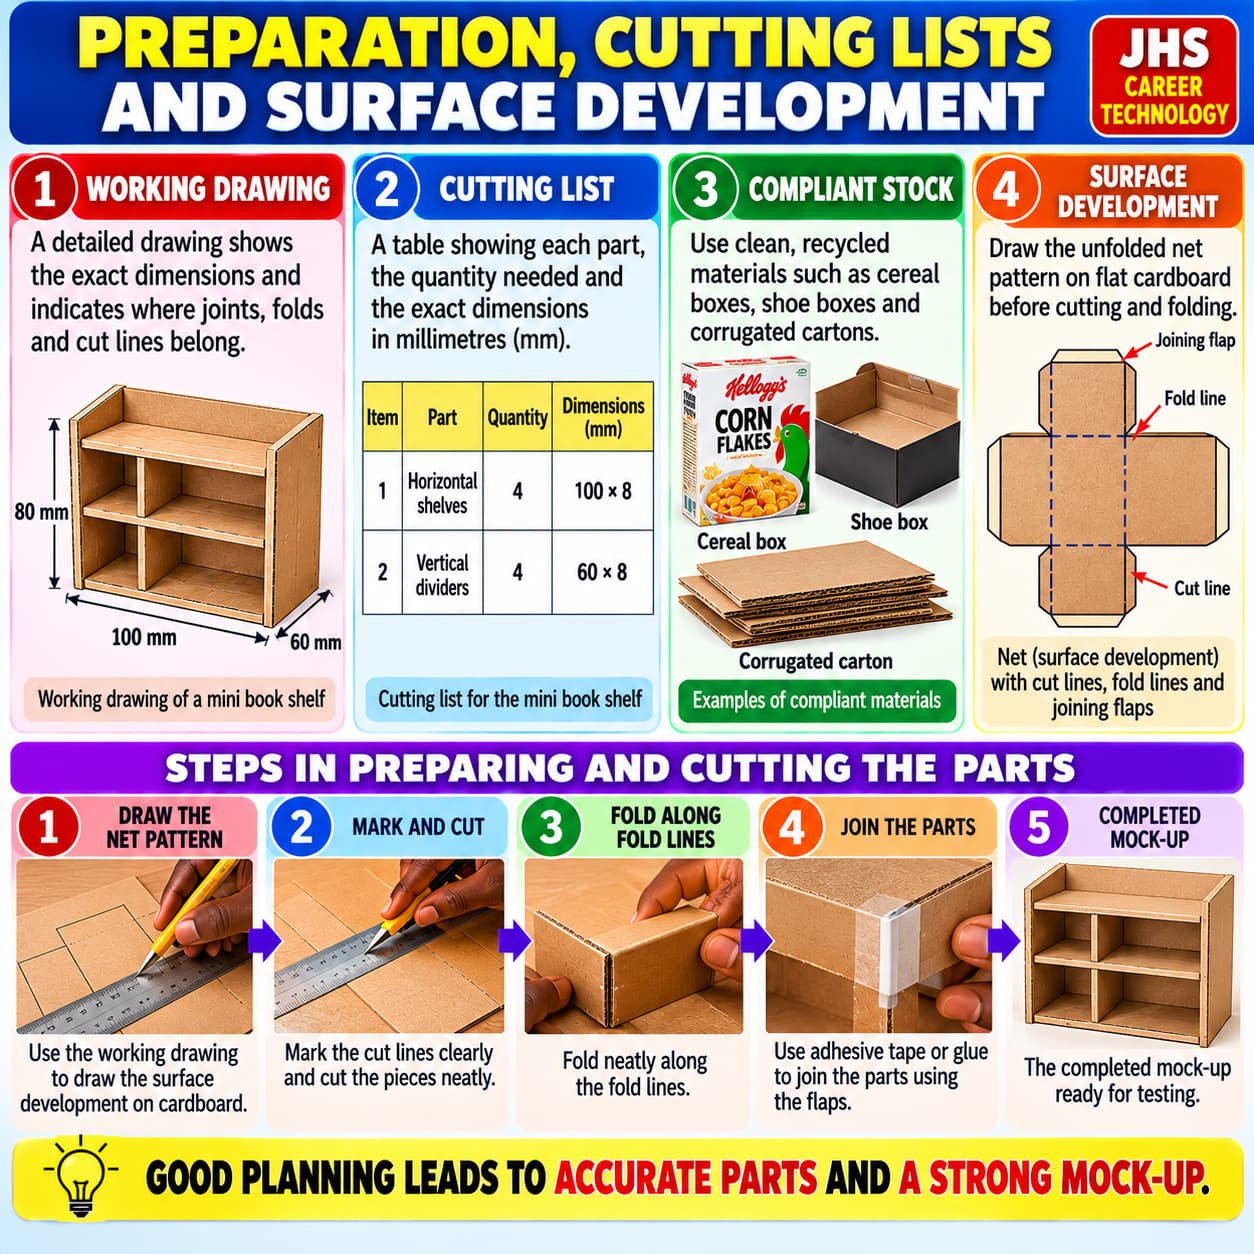 PREPARATION, CUTTING LISTS
AND SURFACE DEVELOPMENT
JHS
CAREER
TECHNOLOGY
1 WORKING DRAWING
A detailed drawing shows
the exact dimensions and
indicates where joints, folds
and cut lines belong.
80 mm
100 mm
60 mm
Working drawing of a mini book shelf
2 CUTTING LIST
A table showing each part,
the quantity needed and
the exact dimensions
in millimetres (mm).
Item Part Quantity Dimensions (mm)
1 Horizontal shelves 4 100 × 8
2 Vertical dividers 4 60 × 8
Cutting list for the mini book shelf
3 COMPLIANT STOCK
Use clean, recycled
materials such as cereal
boxes, shoe boxes and
corrugated cartons.
Kellogg's
CORN
FLAKES
Cereal box
Shoe box
Corrugated carton
Examples of compliant materials
4 SURFACE
DEVELOPMENT
Draw the unfolded net
pattern on flat cardboard
before cutting and folding.
Joining flap
Fold line
Cut line
Net (surface development)
with cut lines, fold lines and
joining flaps
STEPS IN PREPARING AND CUTTING THE PARTS
1 DRAW THE
NET PATTERN
Use the working drawing
to draw the surface
development on cardboard.
2 MARK AND CUT
Mark the cut lines clearly
and cut the pieces neatly.
3 FOLD ALONG
FOLD LINES
Fold neatly along
the fold lines.
4 JOIN THE PARTS
Use adhesive tape or glue
to join the parts using
the flaps.
5 COMPLETED
MOCK-UP
The completed mock-up
ready for testing.
GOOD PLANNING LEADS TO ACCURATE PARTS AND A STRONG MOCK-UP.